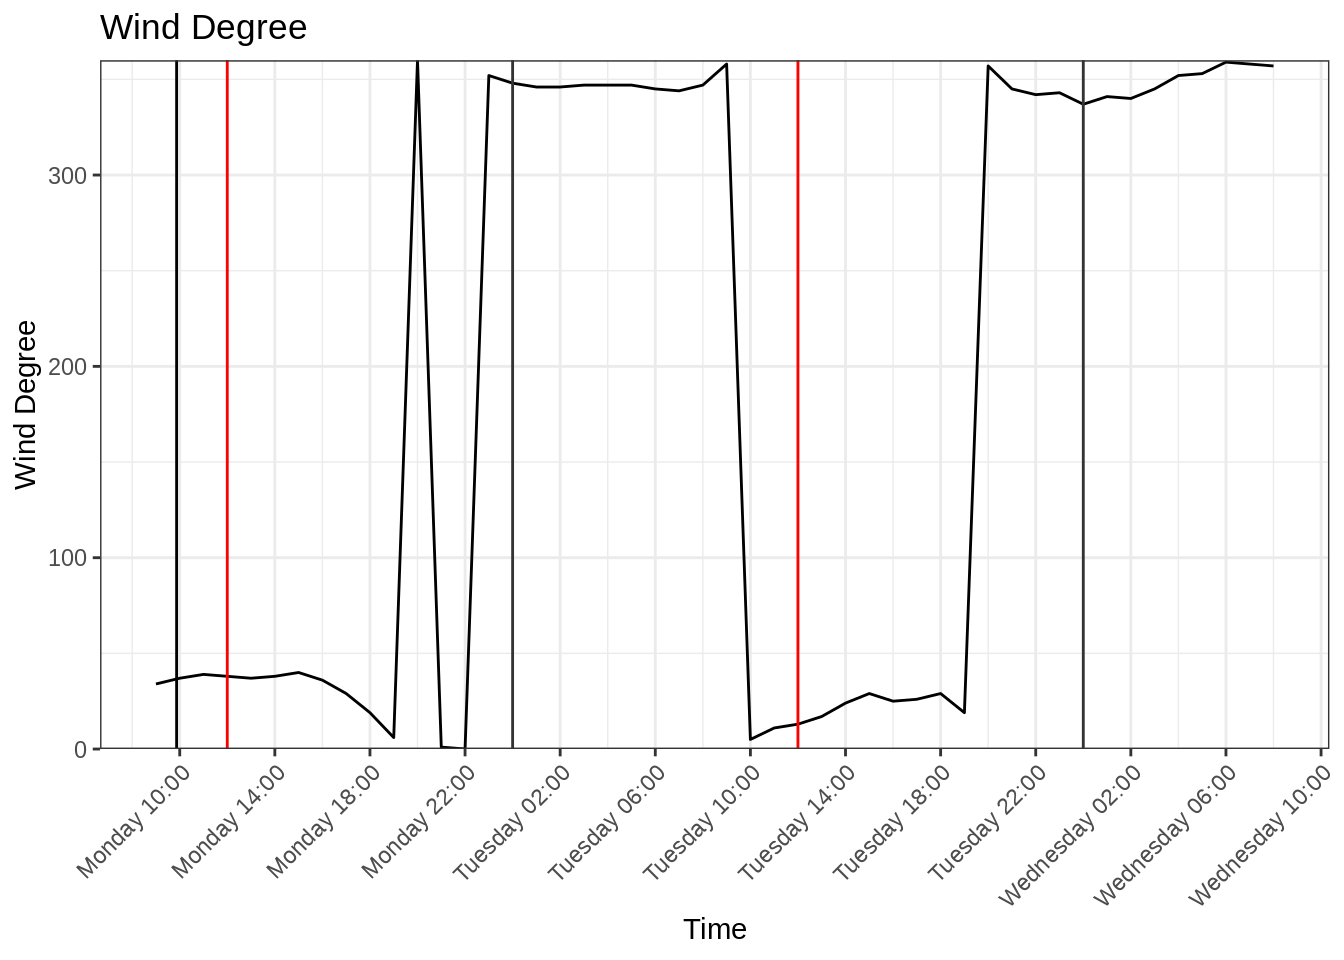 Wind Degree
Wind Degree
300
200
100
0
Monday 10:00
Monday 14:00
Monday 18:00
Monday 22:00
Tuesday 02:00
Tuesday 06:00
Tuesday 10:00
Tuesday 14:00
Tuesday 18:00
Tuesday 22:00
Wednesday 02:00
Wednesday 06:00
Wednesday 10:00
Time